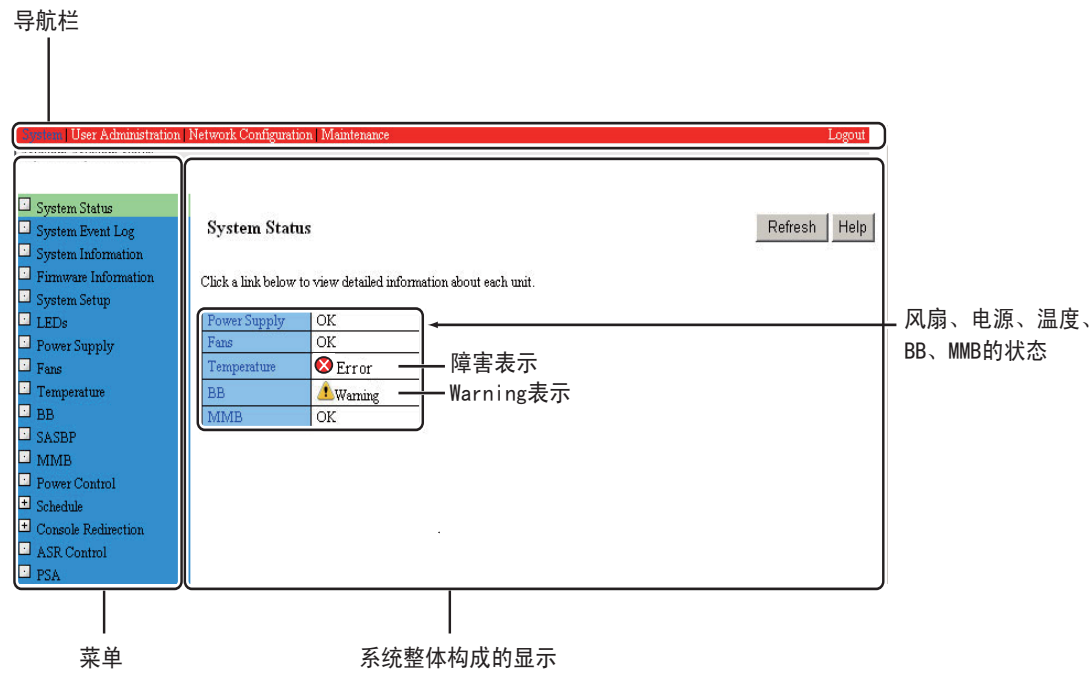 导航栏
System | User Administration | Network Configuration | Maintenance Logout
System Status
System Event Log
System Information
Firmware Information
System Setup
LEDs
Power Supply
Fans
Temperature
BB
SASBP
MMB
Power Control
Schedule
Console Redirection
ASR Control
PSA
System Status
Refresh Help
Click a link below to view detailed information about each unit.
Power Supply OK
Fans OK
Temperature Error
BB Warning
MMB OK
障害表示
Warning表示
风扇、电源、温度、
BB、MMB的状态
菜单
系统整体构成的显示